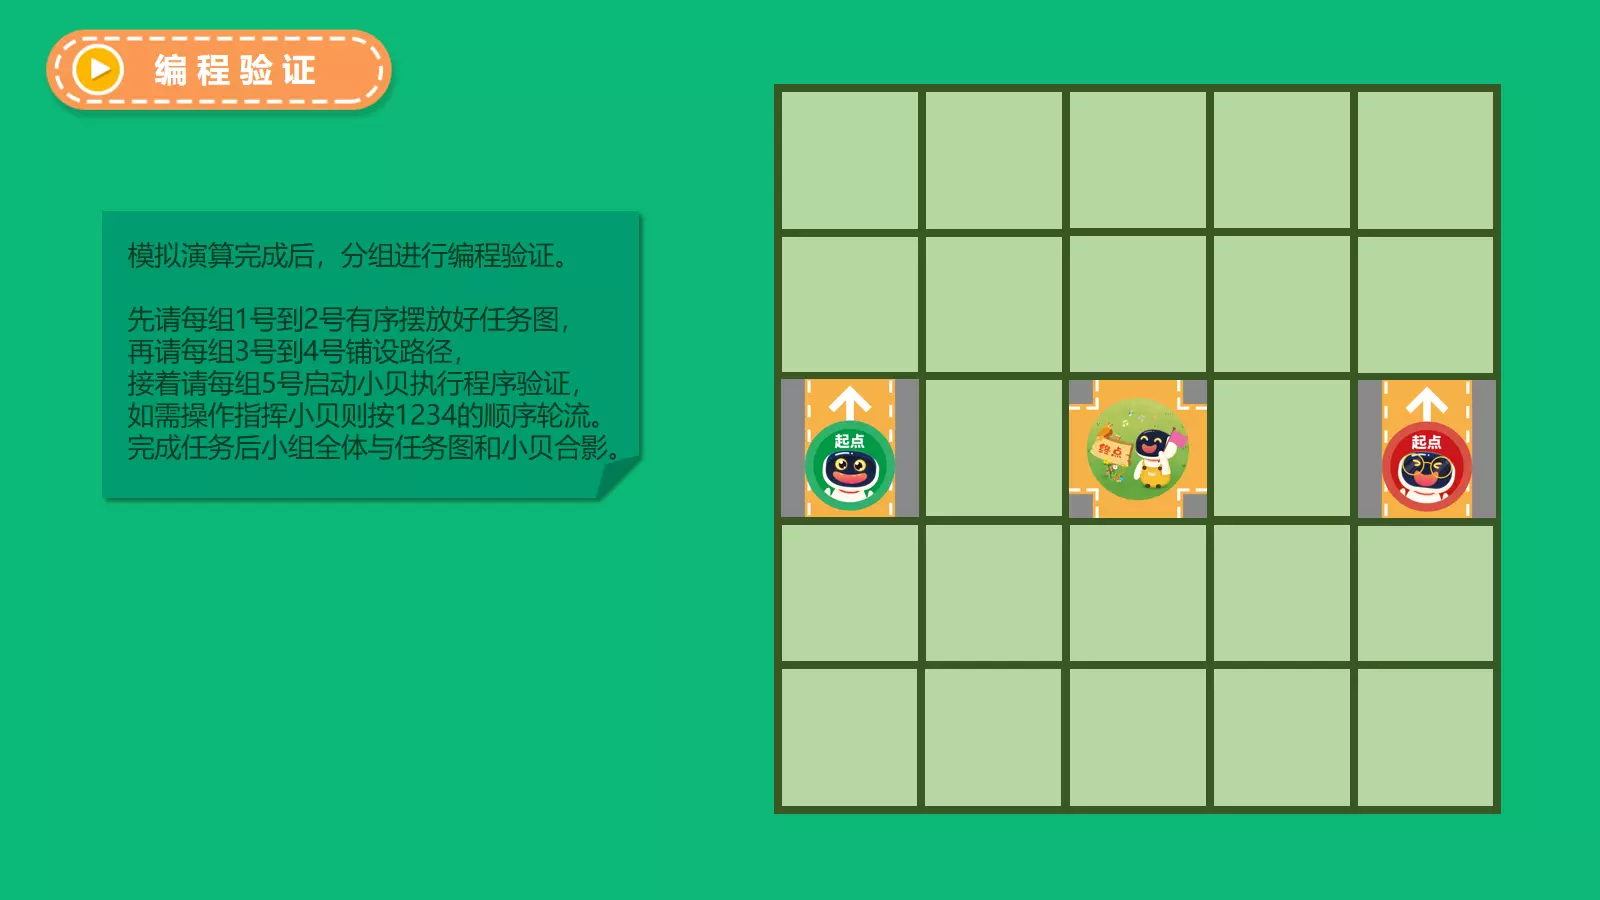 编程验证
模拟演算完成后，分组进行编程验证。
先请每组1号到2号有序摆放好任务图，
再请每组3号到4号铺设路径，
接着请每组5号启动小贝执行程序验证，
如需操作指挥小贝则按1234的顺序轮流。
完成任务后小组全体与任务图和小贝合影。
起点
终点
起点